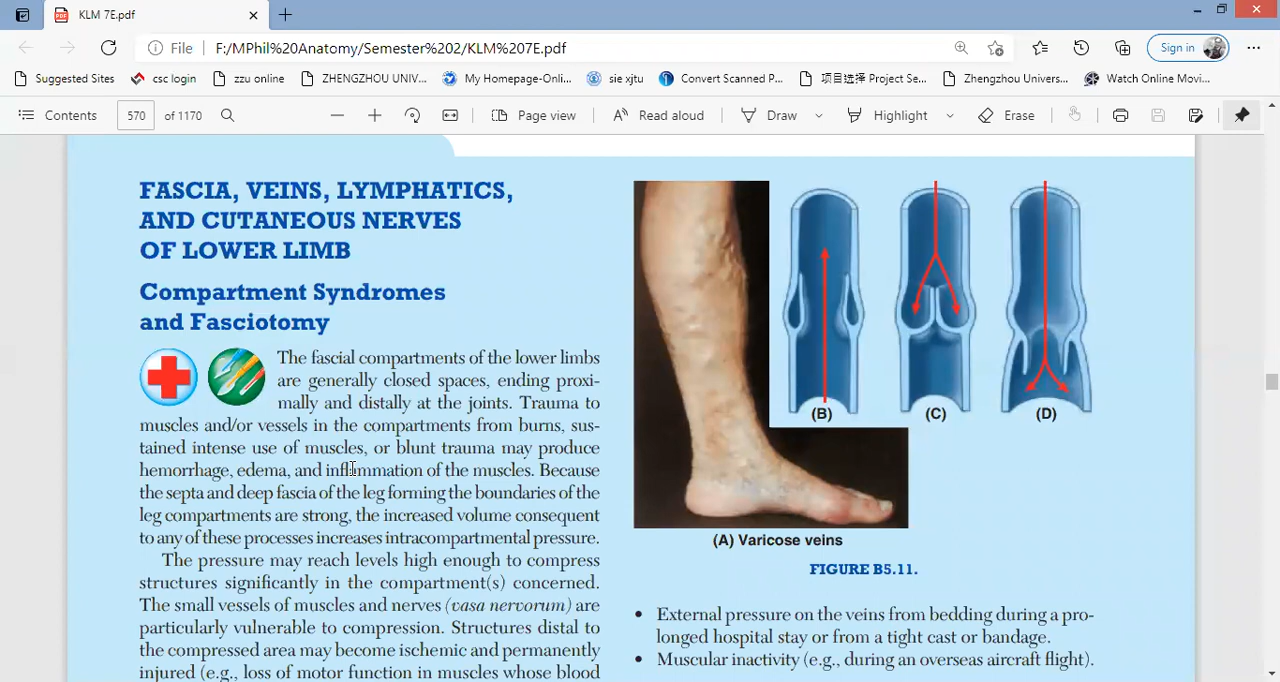 KLM 7E.pdf
File F:/MPhil%20Anatomy/Semester%202/KLM%207E.pdf Sign in
Suggested Sites csc login zzu online ZHENGZHOU UNIV... My Homepage-Onli... sie xjtu Convert Scanned P... 项目选择 Project Se... Zhengzhou Univers... Watch Online Movi...
Contents 570 of 1170 Page view Read aloud Draw Highlight Erase
FASCIA, VEINS, LYMPHATICS,
AND CUTANEOUS NERVES
OF LOWER LIMB
Compartment Syndromes
and Fasciotomy
The fascial compartments of the lower limbs
are generally closed spaces, ending proxi-
mally and distally at the joints. Trauma to
muscles and/or vessels in the compartments from burns, sus-
tained intense use of muscles, or blunt trauma may produce
hemorrhage, edema, and inflammation of the muscles. Because
the septa and deep fascia of the leg forming the boundaries of the
leg compartments are strong, the increased volume consequent
to any of these processes increases intracompartmental pressure.
The pressure may reach levels high enough to compress
structures significantly in the compartment(s) concerned.
The small vessels of muscles and nerves (vasa nervorum) are
particularly vulnerable to compression. Structures distal to
the compressed area may become ischemic and permanently
injured (e.g., loss of motor function in muscles whose blood
(B) (C) (D)
(A) Varicose veins
FIGURE B5.11.
• External pressure on the veins from bedding during a pro-
longed hospital stay or from a tight cast or bandage.
• Muscular inactivity (e.g., during an overseas aircraft flight).